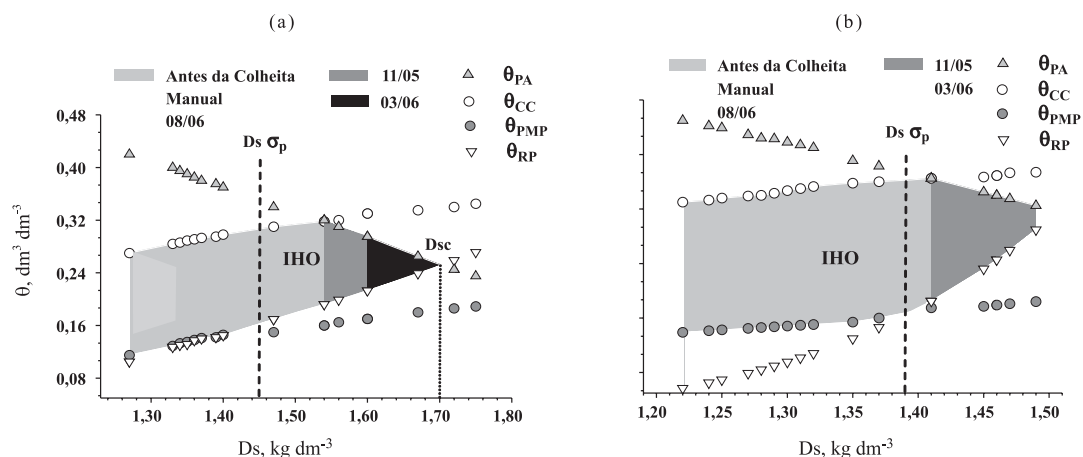 (a)
Antes da Colheita
Manual
08/06
11/05
03/06
θPA
θCC
θPMP
θRP
0,48
0,40
0,32
0,24
0,16
0,08
θ, dm³ dm⁻³
Ds σp
IHO
Dsc
1,30
1,40
1,50
1,60
1,70
1,80
Ds, kg dm⁻³
(b)
Antes da Colheita
Manual
08/06
11/05
03/06
θPA
θCC
θPMP
θRP
Ds σp
IHO
1,20
1,25
1,30
1,35
1,40
1,45
1,50
Ds, kg dm⁻³